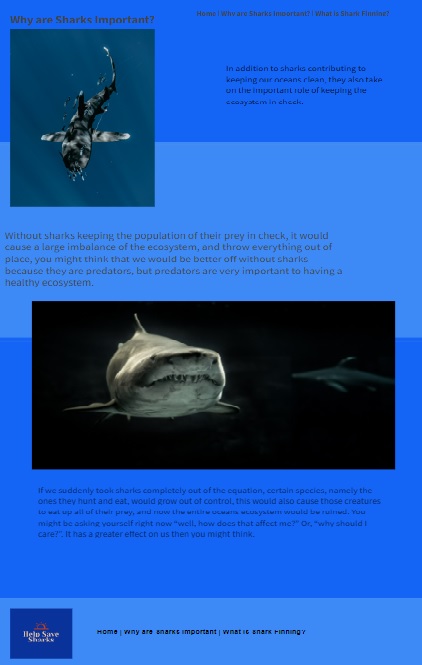 Home | Why are Sharks Important? | What is Shark Finning?
Why are Sharks Important?
In addition to sharks contributing to
keeping our oceans clean, they also take
on the important role of keeping the
ecosystem in check.
Without sharks keeping the population of their prey in check, it would
cause a large imbalance of the ecosystem, and throw everything out of
place, you might think that we would be better off without sharks
because they are predators, but predators are very important to having a
healthy ecosystem.
If we suddenly took sharks completely out of the equation, certain species, namely the
ones they hunt and eat, would grow out of control, this would also cause those creatures
to eat up all of their prey, and now the entire oceans ecosystem would be ruined. You
might be asking yourself right now "well, how does that affect me?" Or, "why should I
care?". It has a greater effect on us then you might think.
Help Save
Sharks
Home | Why are Sharks Important | What is Shark Finning?